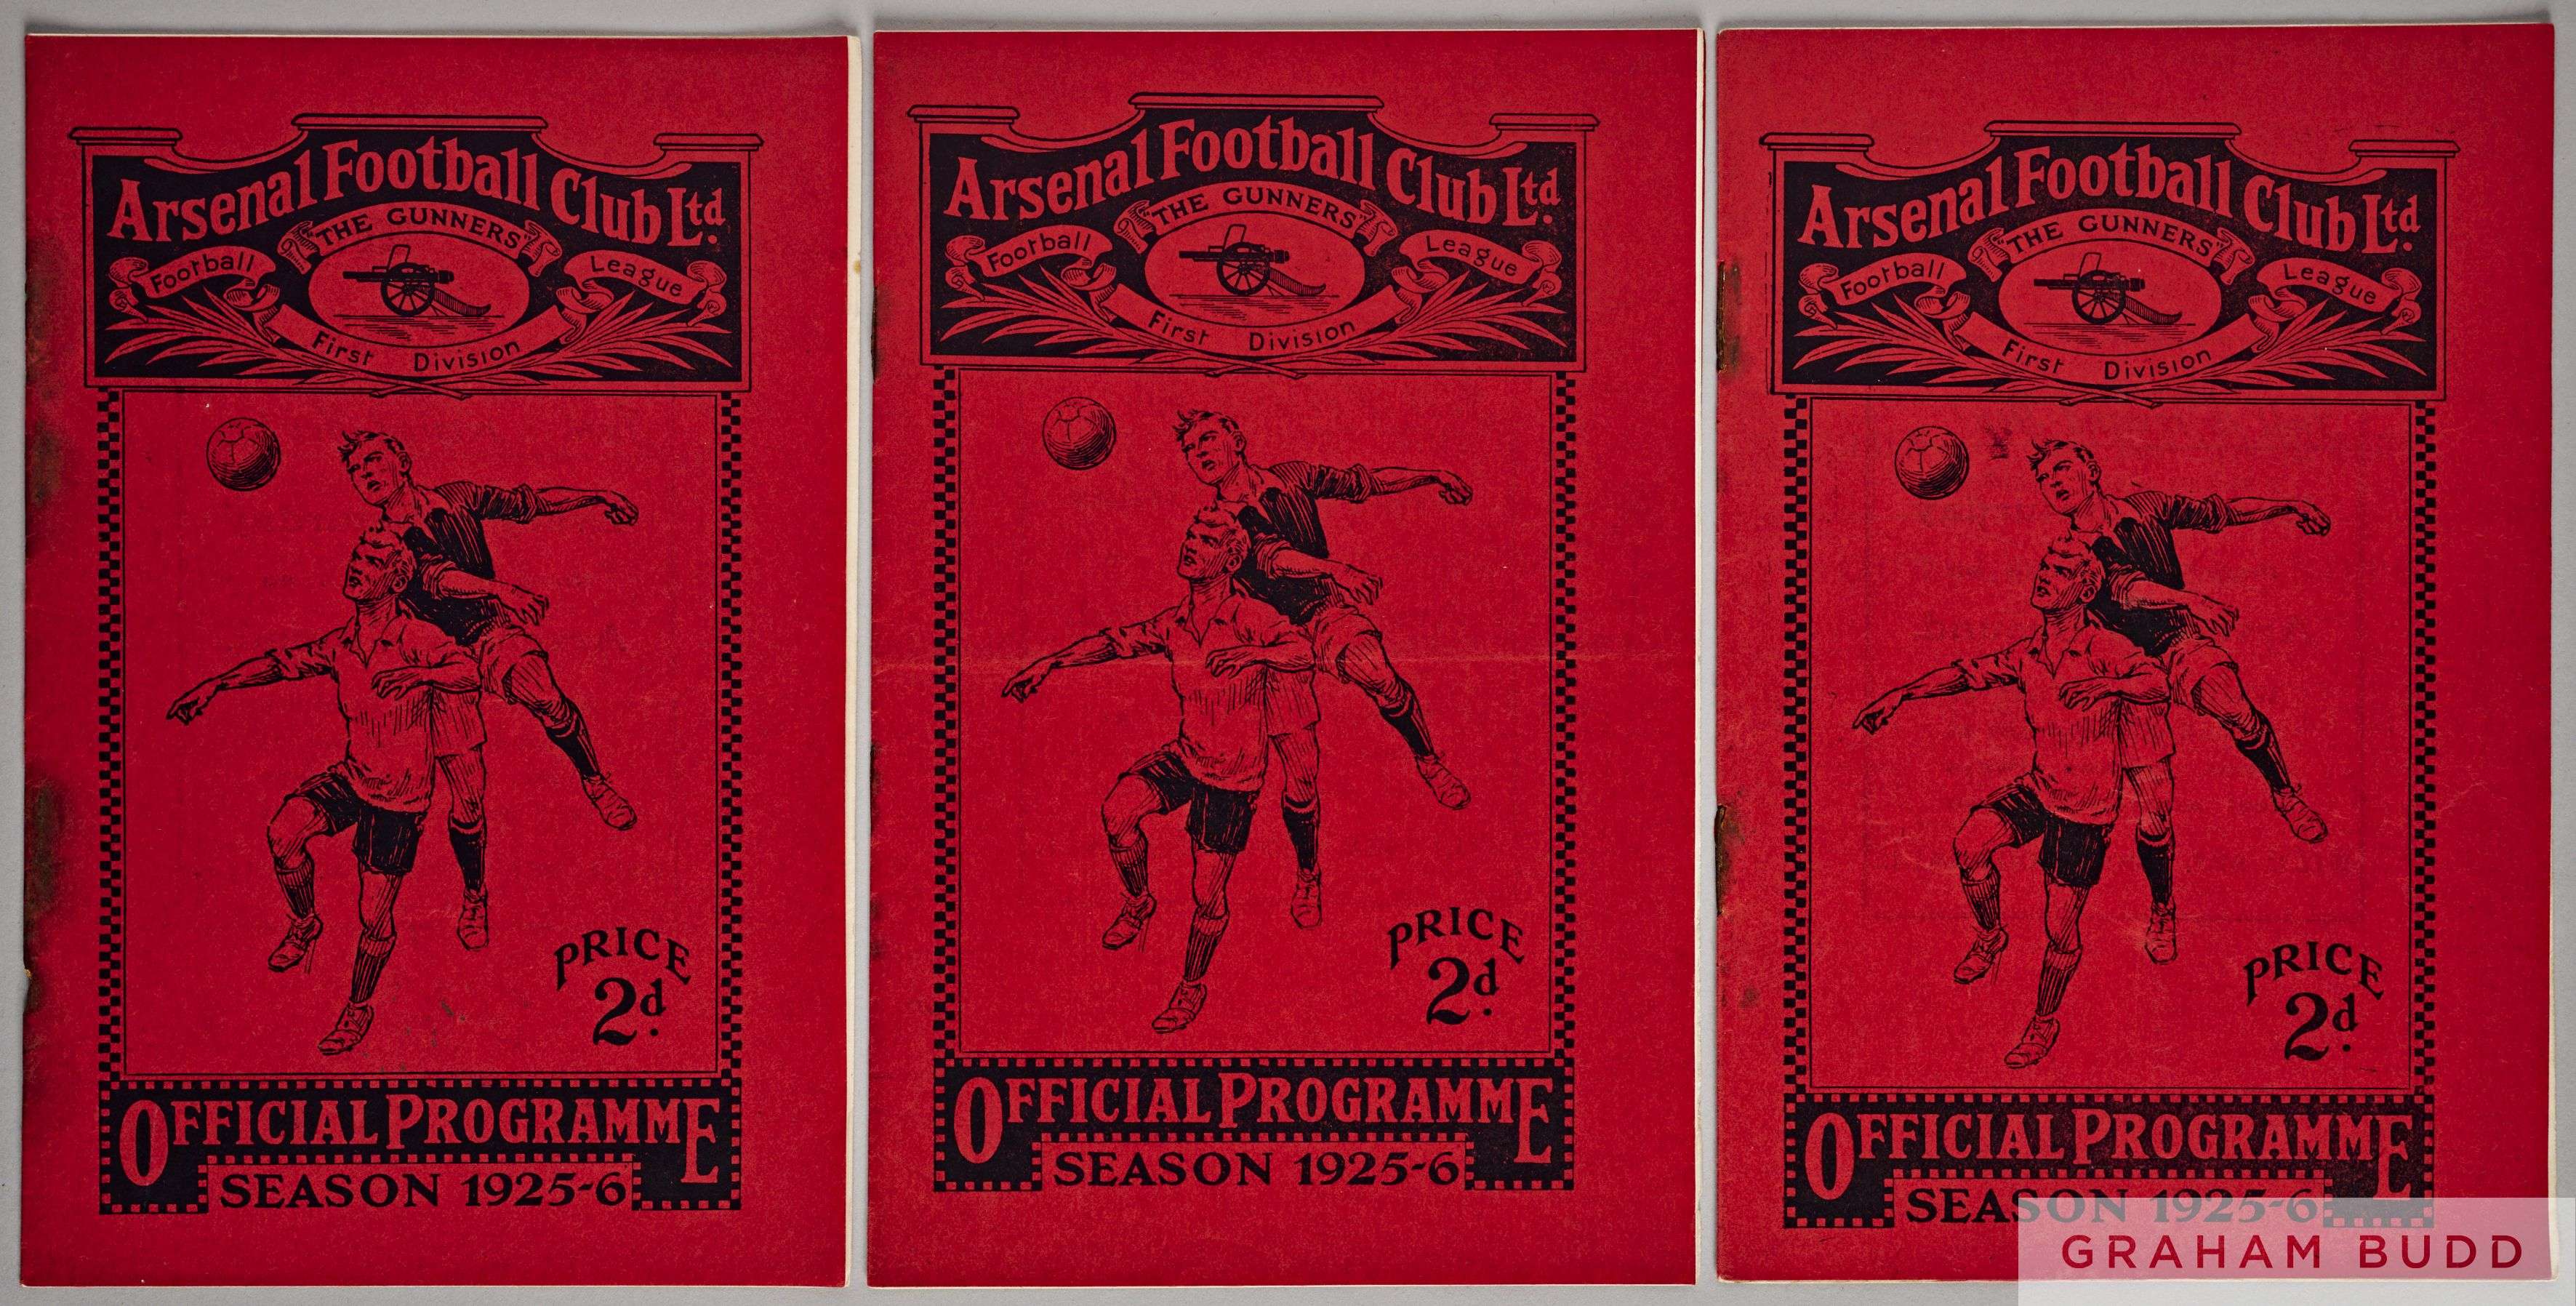 Arsenal Football Club Ltd.
"THE GUNNERS"
Football League
First Division
PRICE
2d.
OFFICIAL PROGRAMME
SEASON 1925-6
Arsenal Football Club Ltd.
"THE GUNNERS"
Football League
First Division
PRICE
2d.
OFFICIAL PROGRAMME
SEASON 1925-6
Arsenal Football Club Ltd.
"THE GUNNERS"
Football League
First Division
PRICE
2d.
OFFICIAL PROGRAMME
SEASON 1925-6
GRAHAM BUDD